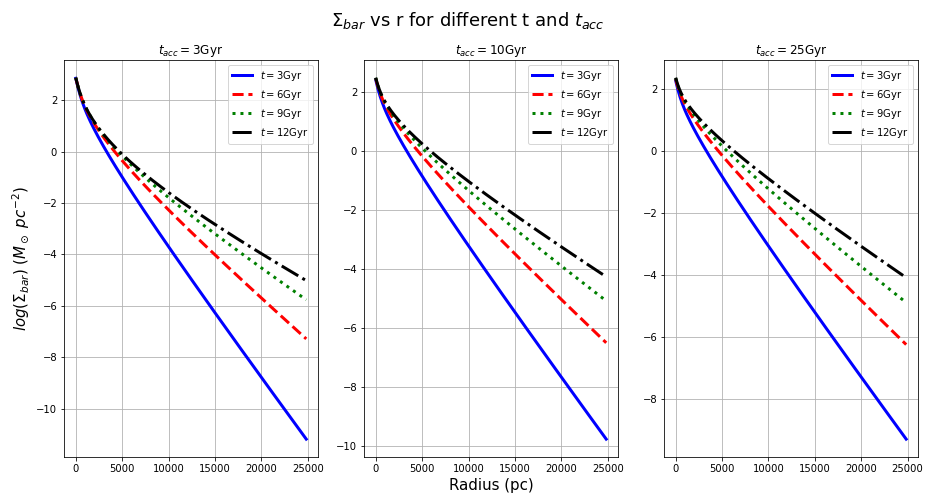 Σ_bar vs r for different t and t_acc
t_acc = 3Gyr
t = 3Gyr
t = 6Gyr
t = 9Gyr
t = 12Gyr
2
0
−2
−4
−6
−8
−10
log(Σ_bar) (M_⊙ pc^−2)
0 5000 10000 15000 20000 25000
t_acc = 10Gyr
t = 3Gyr
t = 6Gyr
t = 9Gyr
t = 12Gyr
2
0
−2
−4
−6
−8
−10
0 5000 10000 15000 20000 25000
Radius (pc)
t_acc = 25Gyr
t = 3Gyr
t = 6Gyr
t = 9Gyr
t = 12Gyr
2
0
−2
−4
−6
−8
0 5000 10000 15000 20000 25000